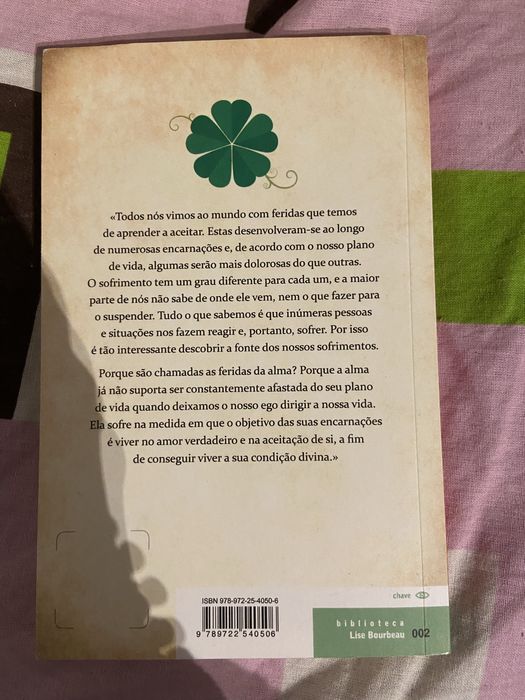 «Todos nós vimos ao mundo com feridas que temos
de aprender a aceitar. Estas desenvolveram-se ao longo
de numerosas encarnações e, de acordo com o nosso plano
de vida, algumas serão mais dolorosas do que outras.
O sofrimento tem um grau diferente para cada um, e a maior
parte de nós não sabe de onde ele vem, nem o que fazer para
o suspender. Tudo o que sabemos é que inúmeras pessoas
e situações nos fazem reagir e, portanto, sofrer. Por isso
é tão interessante descobrir a fonte dos nossos sofrimentos.
Porque são chamadas as feridas da alma? Porque a alma
já não suporta ser constantemente afastada do seu plano
de vida quando deixamos o nosso ego dirigir a nossa vida.
Ela sofre na medida em que o objetivo das suas encarnações
é viver no amor verdadeiro e na aceitação de si, a fim
de conseguir viver a sua condição divina.»
chave
ISBN 978-972-25-4050-6
9 789722 540506
biblioteca
Lise Bourbeau 002